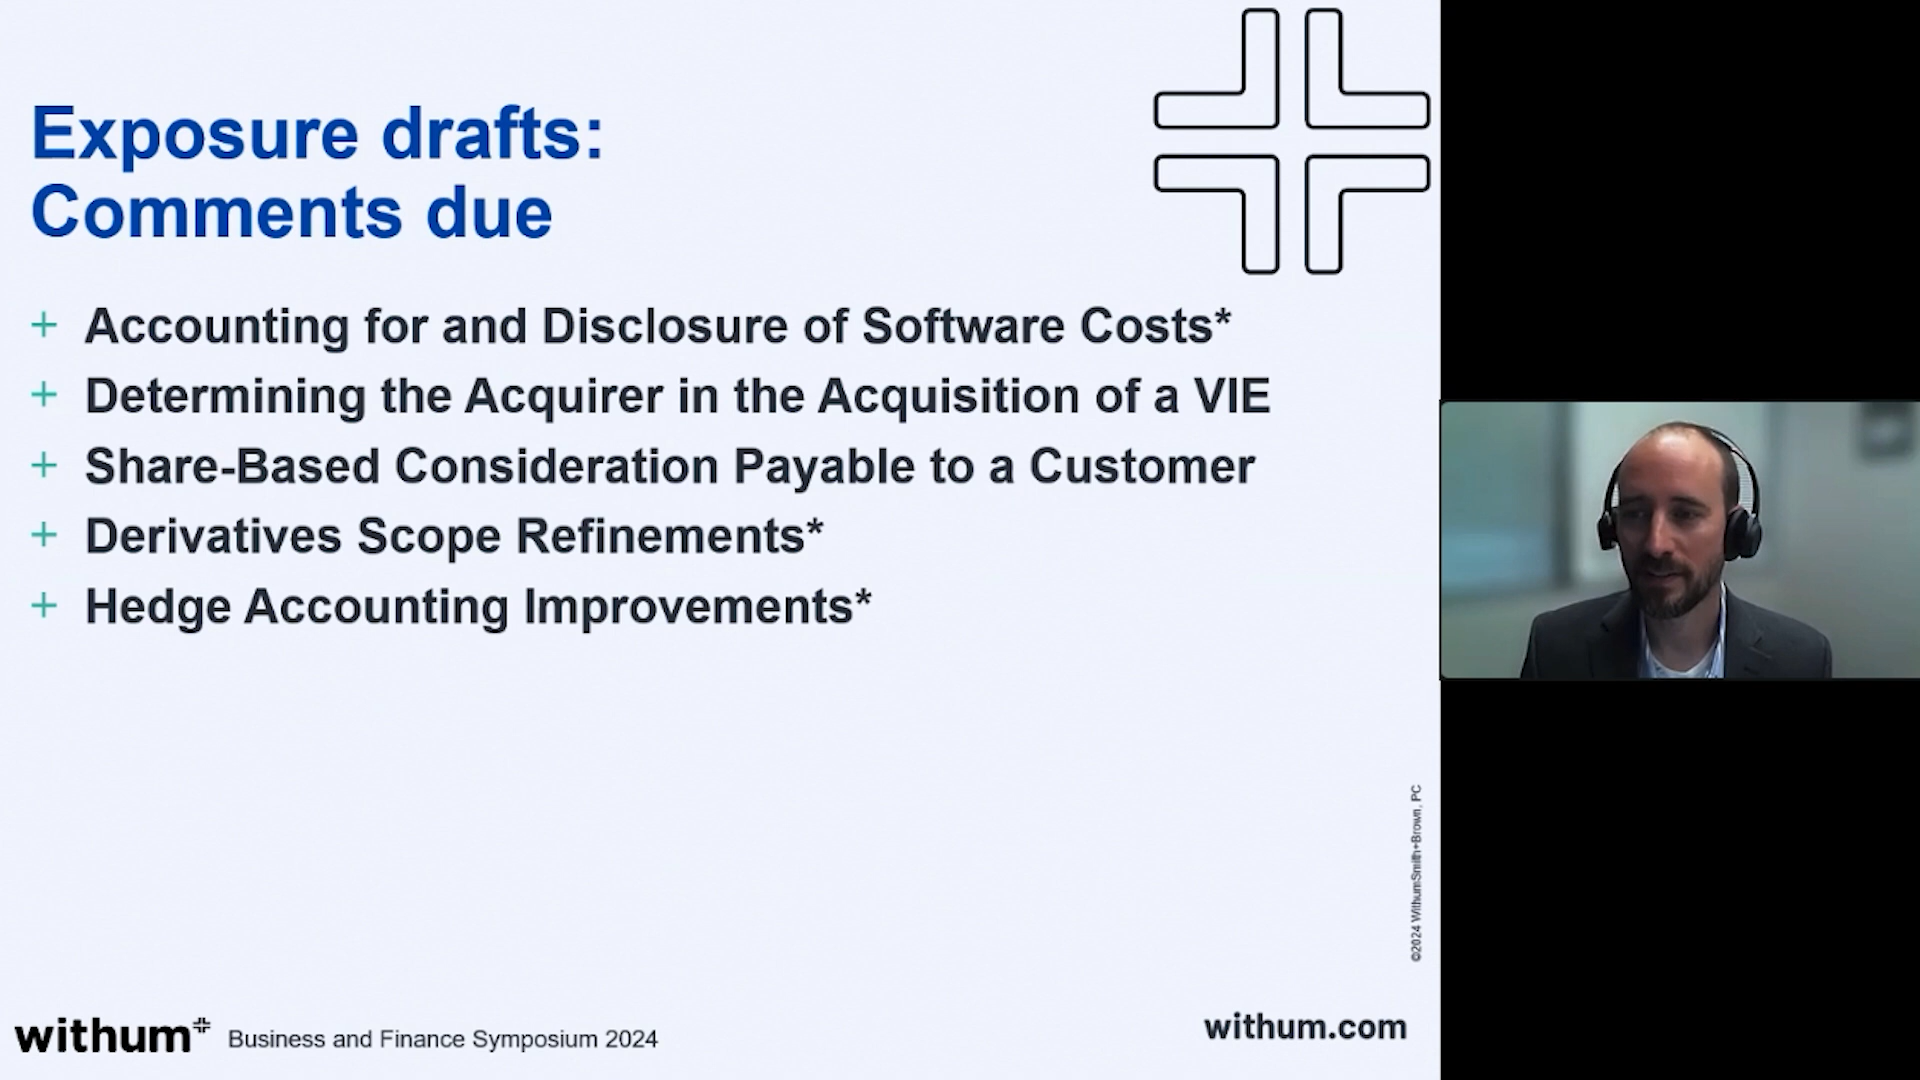 Exposure drafts:
Comments due
+ Accounting for and Disclosure of Software Costs*
+ Determining the Acquirer in the Acquisition of a VIE
+ Share-Based Consideration Payable to a Customer
+ Derivatives Scope Refinements*
+ Hedge Accounting Improvements*
©2024 WithumSmith+Brown, PC
withum+ Business and Finance Symposium 2024
withum.com